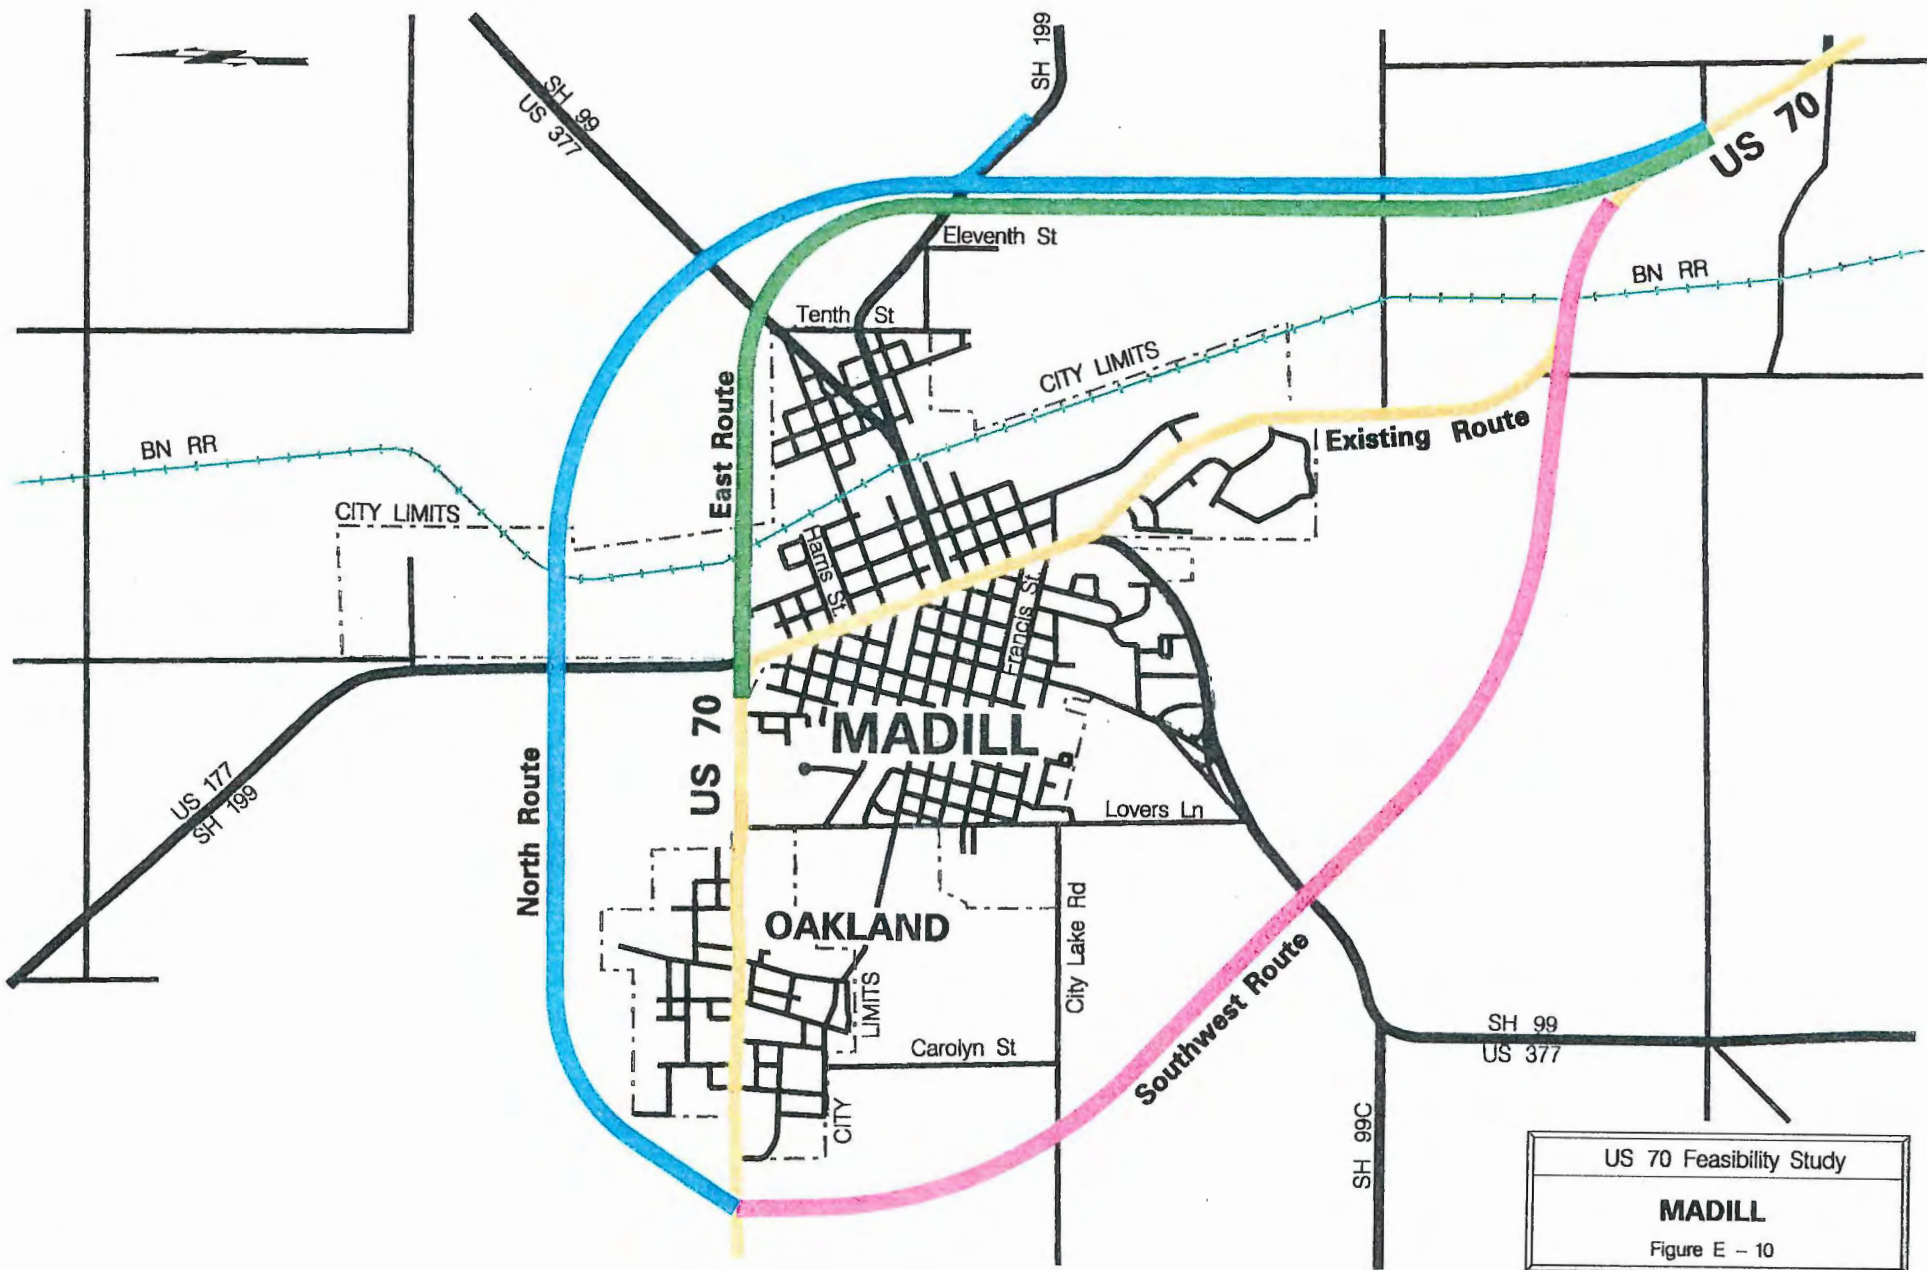 SH 199
SH 99
US 377
US 70
Eleventh St
BN RR
Tenth St
CITY LIMITS
East Route
Existing Route
BN RR
CITY LIMITS
Harris St.
Francis St
US 70
MADILL
North Route
US 177
SH 199
Lovers Ln
OAKLAND
City Lake Rd
Southwest Route
CITY LIMITS
Carolyn St
SH 99
US 377
SH 99C
US 70 Feasibility Study
MADILL
Figure E - 10